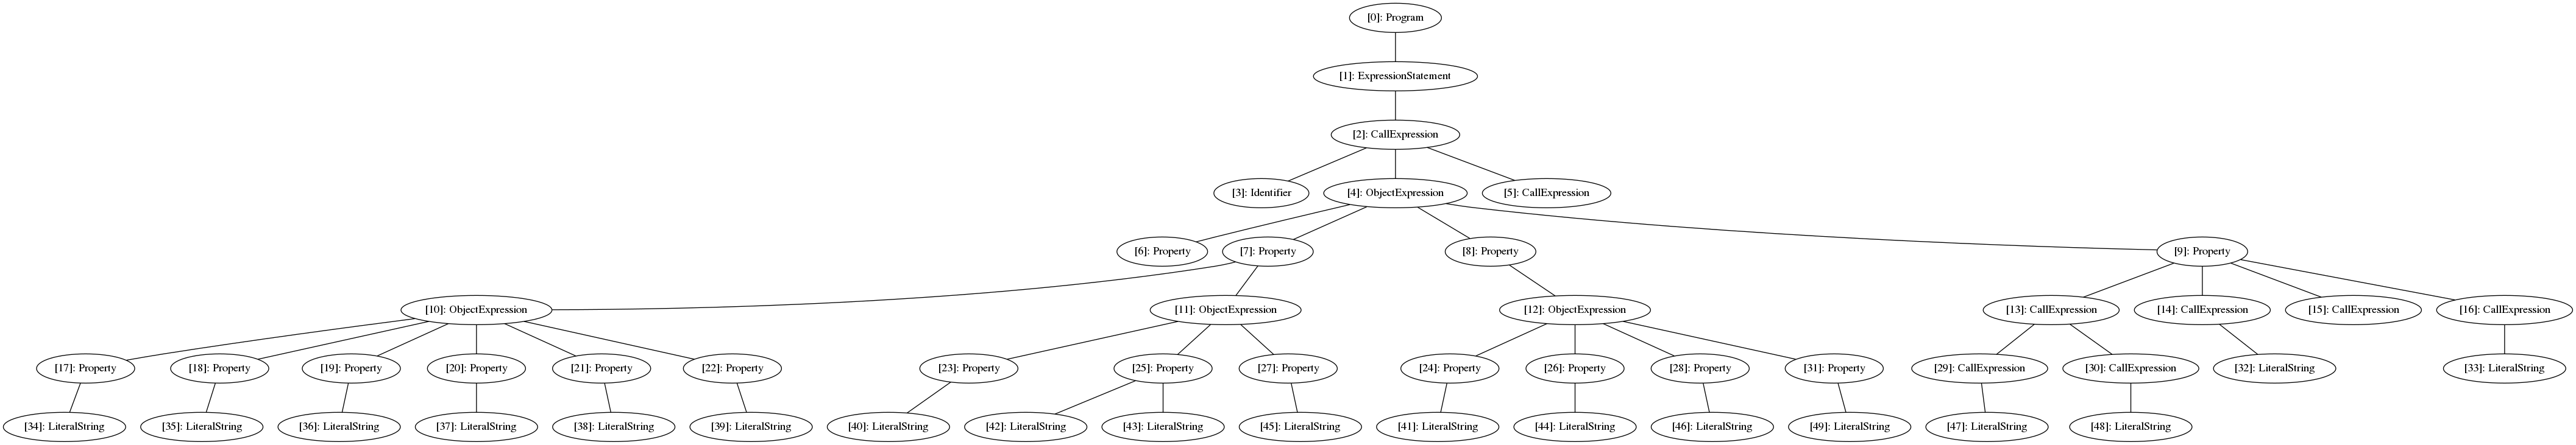 [0]: Program
[1]: ExpressionStatement
[2]: CallExpression
[3]: Identifier
[4]: ObjectExpression
[5]: CallExpression
[6]: Property
[7]: Property
[8]: Property
[9]: Property
[10]: ObjectExpression
[11]: ObjectExpression
[12]: ObjectExpression
[13]: CallExpression
[14]: CallExpression
[15]: CallExpression
[16]: CallExpression
[17]: Property
[18]: Property
[19]: Property
[20]: Property
[21]: Property
[22]: Property
[23]: Property
[25]: Property
[27]: Property
[24]: Property
[26]: Property
[28]: Property
[31]: Property
[29]: CallExpression
[30]: CallExpression
[32]: LiteralString
[33]: LiteralString
[34]: LiteralString
[35]: LiteralString
[36]: LiteralString
[37]: LiteralString
[38]: LiteralString
[39]: LiteralString
[40]: LiteralString
[42]: LiteralString
[43]: LiteralString
[45]: LiteralString
[41]: LiteralString
[44]: LiteralString
[46]: LiteralString
[49]: LiteralString
[47]: LiteralString
[48]: LiteralString